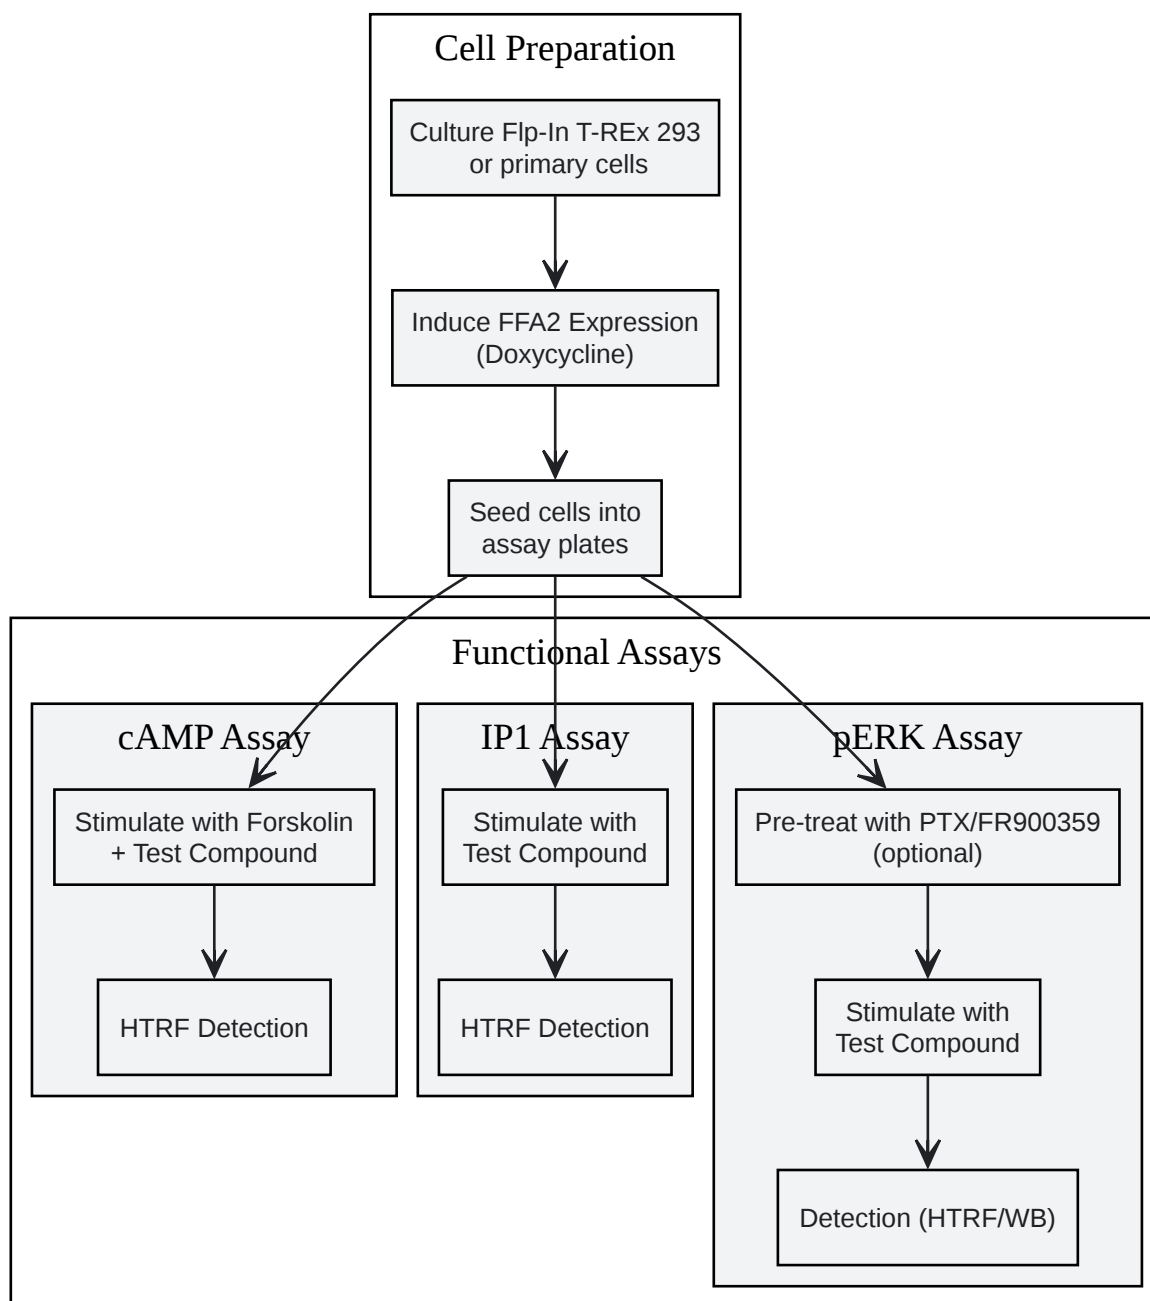 Cell Preparation
Culture Flp-In T-REx 293
or primary cells
Induce FFA2 Expression
(Doxycycline)
Seed cells into
assay plates
Functional Assays
cAMP Assay
Stimulate with Forskolin
+ Test Compound
HTRF Detection
IP1 Assay
Stimulate with
Test Compound
HTRF Detection
pERK Assay
Pre-treat with PTX/FR900359
(optional)
Stimulate with
Test Compound
Detection (HTRF/WB)